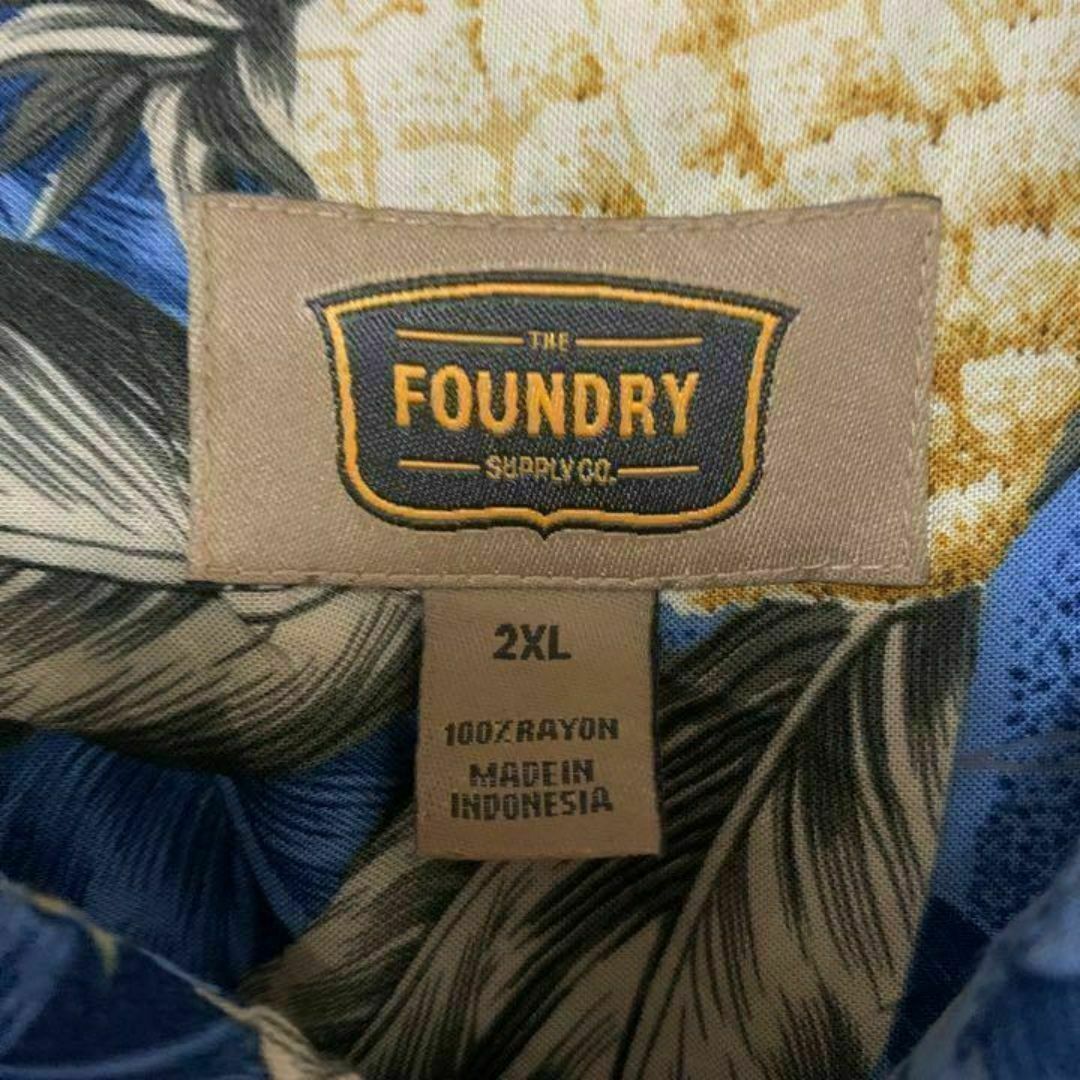 THE
FOUNDRY
SUPPLY CO.
2XL
100% RAYON
MADE IN
INDONESIA